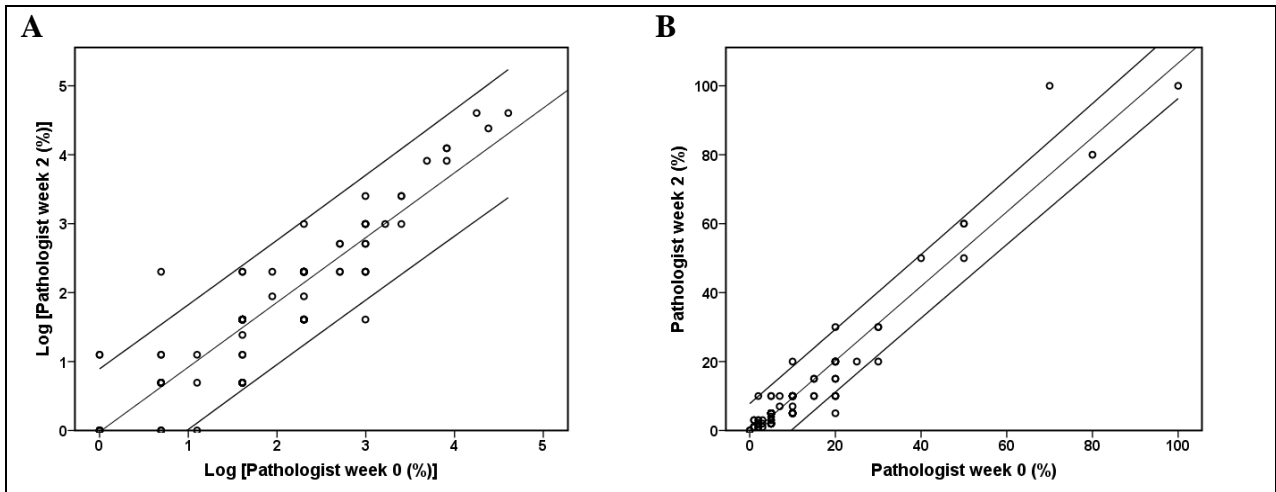 A
B
Log [Pathologist week 2 (%)]
5
4
3
2
1
0
0 1 2 3 4 5
Log [Pathologist week 0 (%)]
Pathologist week 2 (%)
100
80
60
40
20
0
0 20 40 60 80 100
Pathologist week 0 (%)